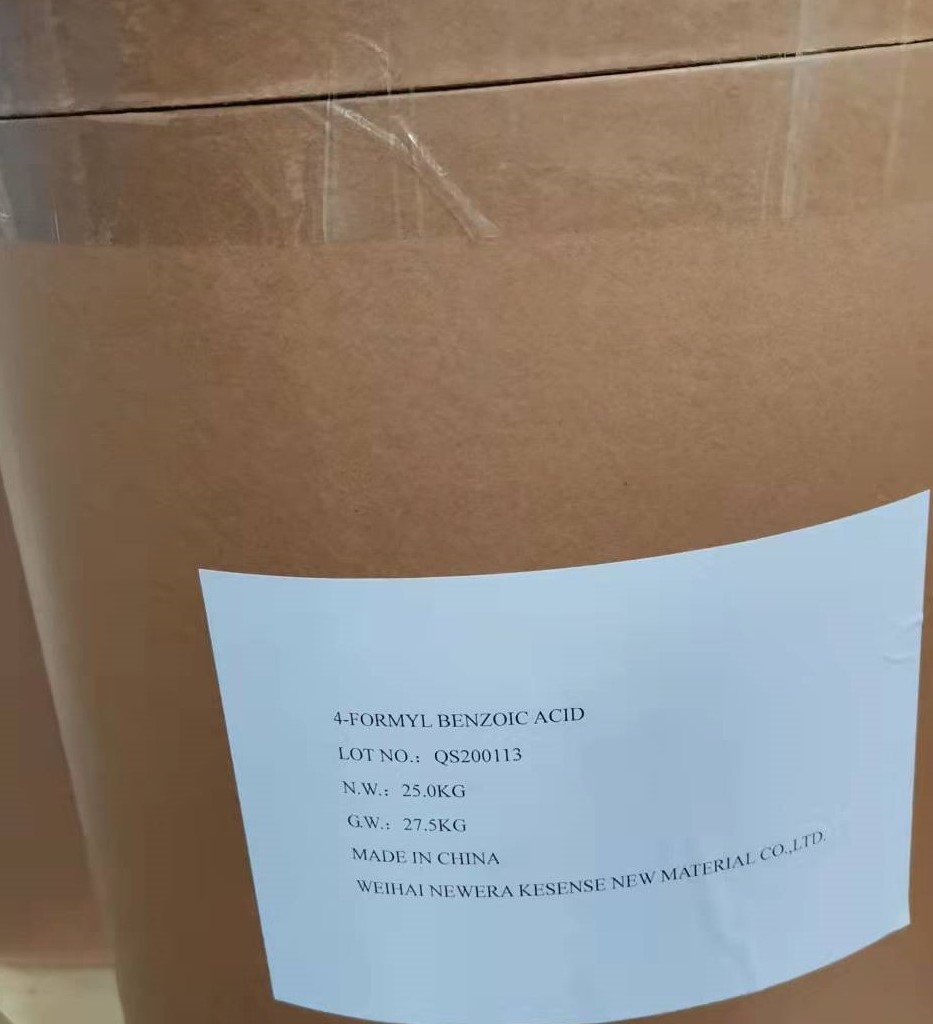 4-FORMYL BENZOIC ACID
LOT NO.：QS200113
N.W.：25.0KG
G.W.：27.5KG
MADE IN CHINA
WEIHAI NEWERA KESENSE NEW MATERIAL CO.,LTD.